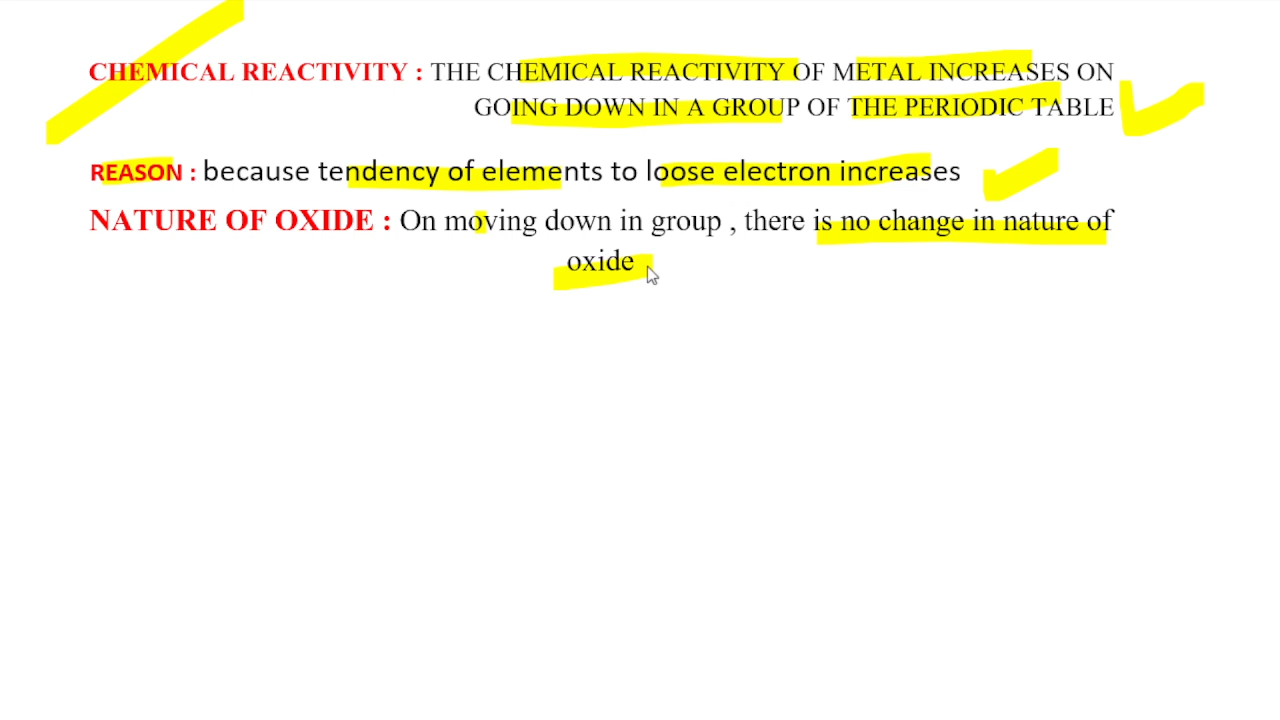 CHEMICAL REACTIVITY : THE CHEMICAL REACTIVITY OF METAL INCREASES ON
GOING DOWN IN A GROUP OF THE PERIODIC TABLE
REASON : because tendency of elements to loose electron increases
NATURE OF OXIDE : On moving down in group , there is no change in nature of
oxide